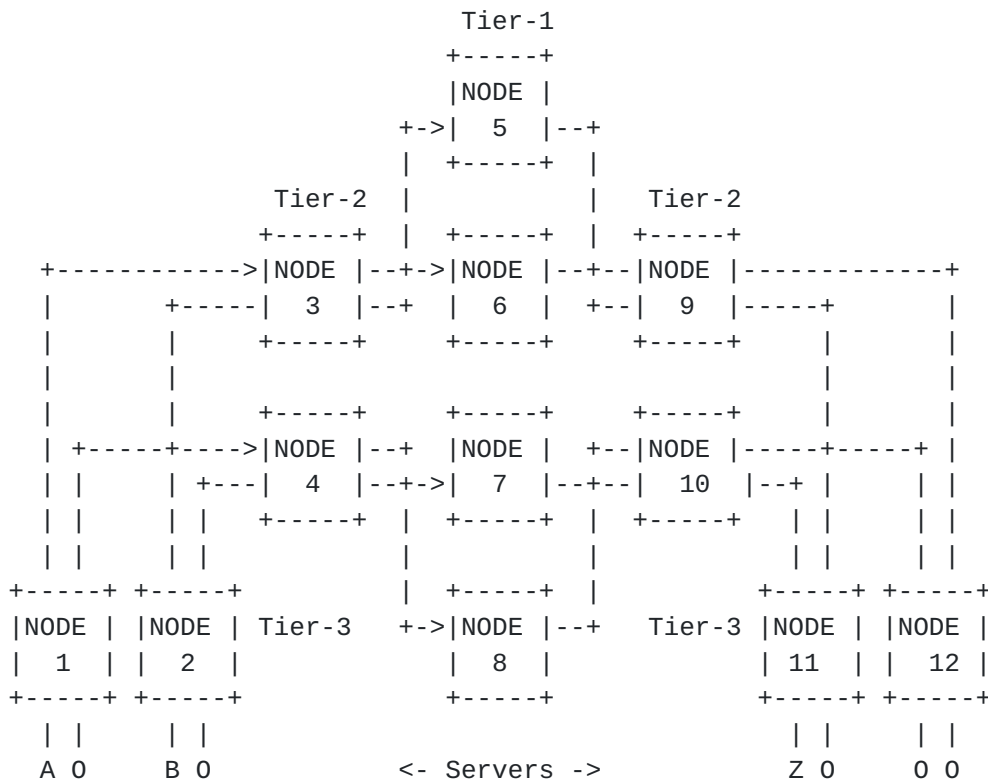 Tier-1
NODE
5
Tier-2 Tier-2
NODE NODE NODE
3 6 9
NODE NODE NODE
4 7 10
NODE NODE Tier-3 NODE Tier-3 NODE NODE
1 2 8 11 12
A O B O <- Servers -> Z O O O